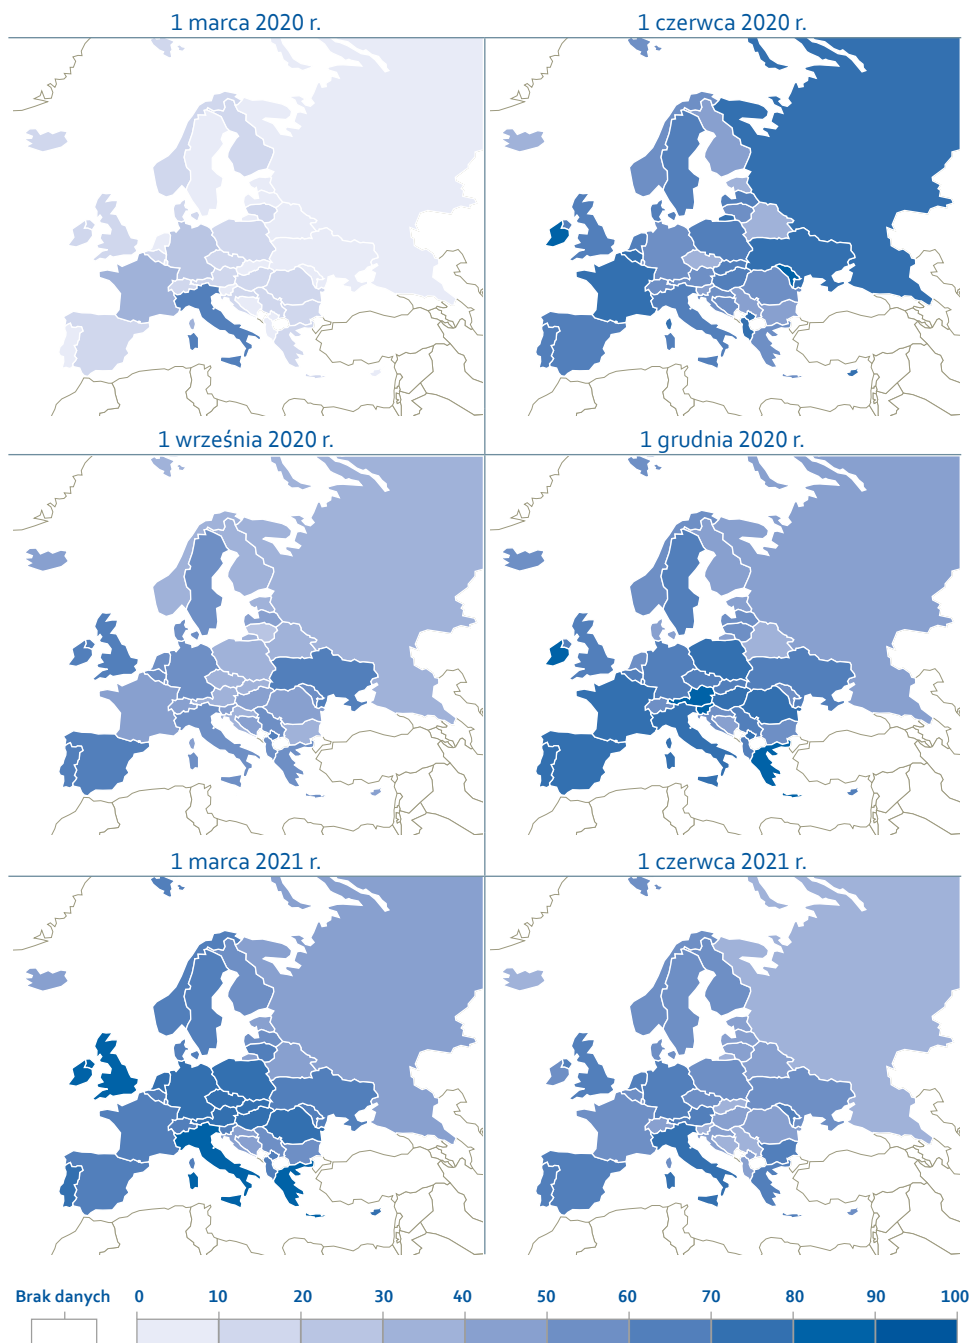 1 marca 2020 r.
1 czerwca 2020 r.
1 września 2020 r.
1 grudnia 2020 r.
1 marca 2021 r.
1 czerwca 2021 r.
Brak danych 0 10 20 30 40 50 60 70 80 90 100